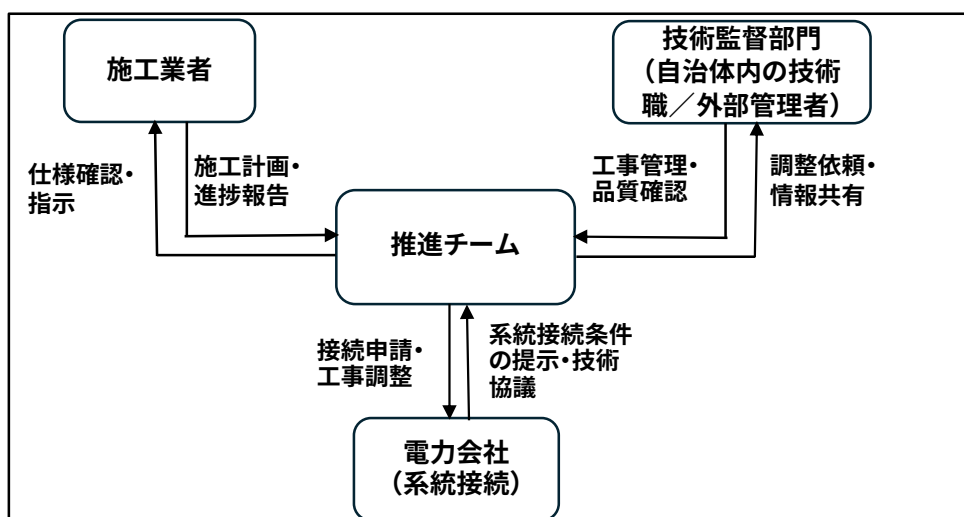 施工業者
技術監督部門
（自治体内の技術
職／外部管理者）
仕様確認・
指示
施工計画・
進捗報告
工事管理・
品質確認
調整依頼・
情報共有
推進チーム
接続申請・
工事調整
系統接続条件
の提示・技術
協議
電力会社
（系統接続）